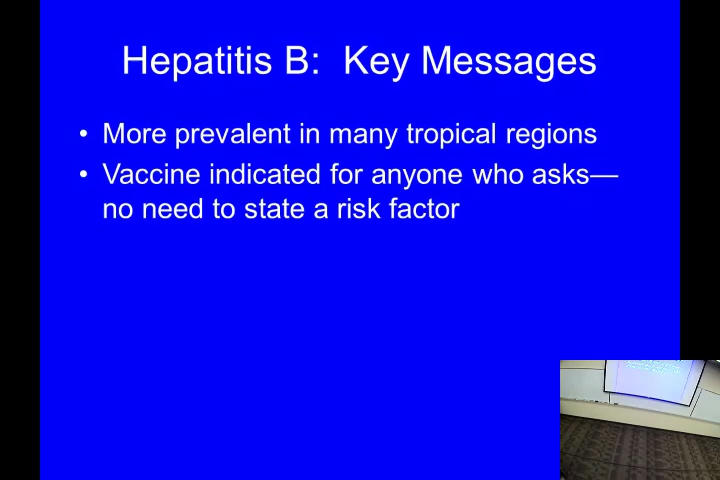 Hepatitis B: Key Messages
• More prevalent in many tropical regions
• Vaccine indicated for anyone who asks—
no need to state a risk factor